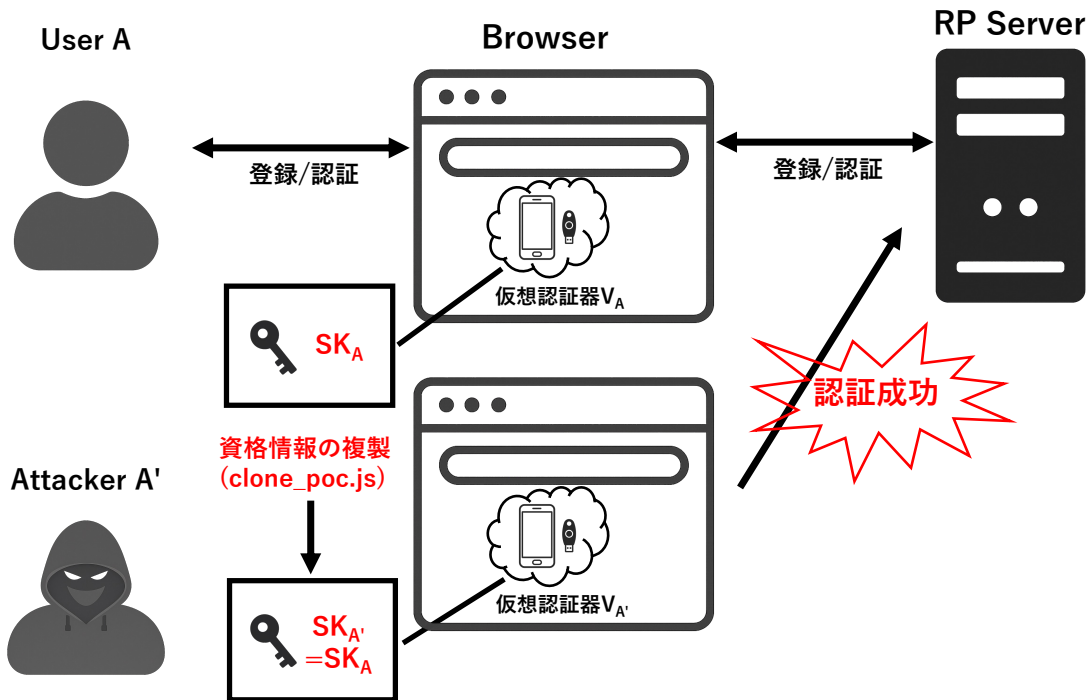 User A
Browser
RP Server
登録/認証
登録/認証
仮想認証器VA
SKA
認証成功
資格情報の複製
(clone_poc.js)
Attacker A'
仮想認証器VA'
SKA'
=SKA